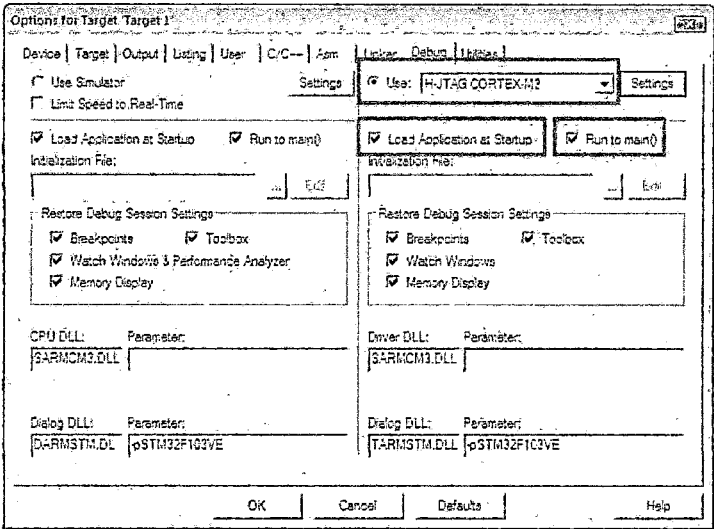 Options for Target 'Target 1'
Device Target Output Listing User C/C++ Asm Linker Debug Utilities
Use Simulator Settings Use: H-JTAG CORTEX-M3 Settings
Limit Speed to Real-Time
Load Application at Startup Run to main() Load Application at Startup Run to main()
Initialization File: Initialization File:
... Edit ... Edit
Restore Debug Session Settings Restore Debug Session Settings
Breakpoints Toolbox Breakpoints Toolbox
Watch Windows & Performance Analyzer Watch Windows
Memory Display Memory Display
CPU DLL: Parameter: Driver DLL: Parameter:
SARMCM3.DLL SARMCM3.DLL
Dialog DLL: Parameter: Dialog DLL: Parameter:
DARMSTM.DL -pSTM32F103VE TARMSTM.DLL -pSTM32F103VE
OK Cancel Defaults Help